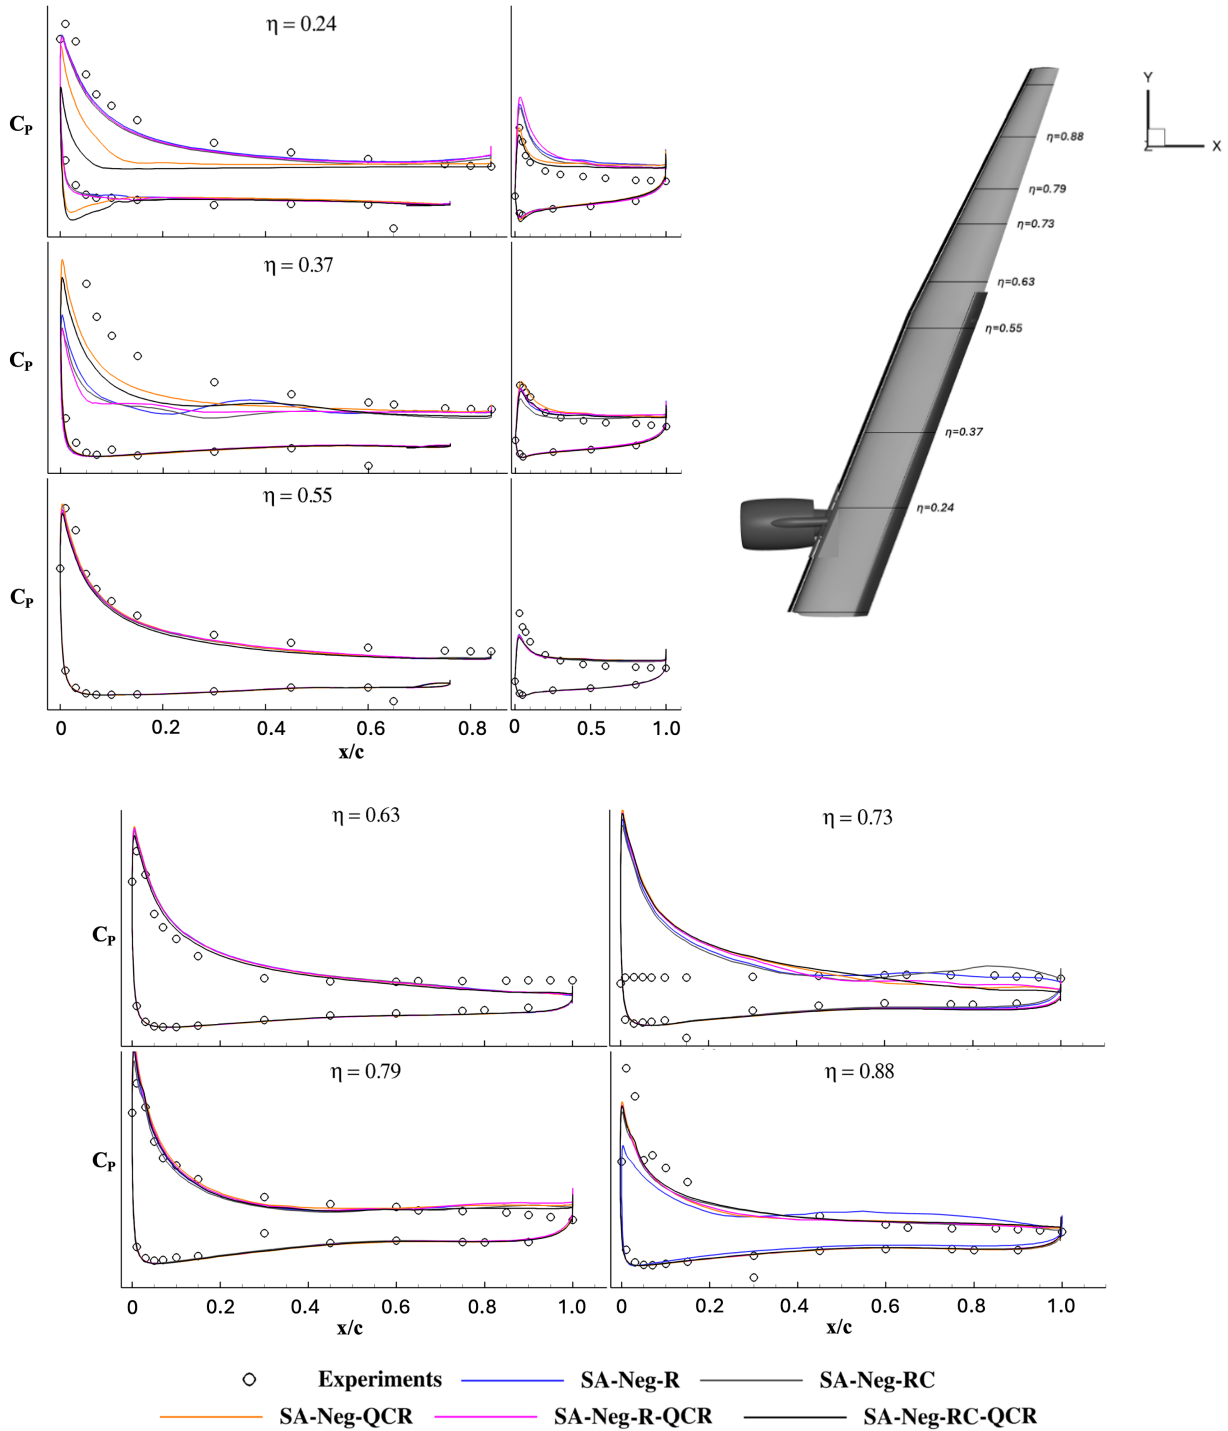 η = 0.24
C_P
η = 0.37
C_P
η = 0.55
C_P
0 0.2 0.4 0.6 0.8 0 0.5 1.0
x/c
Y
Z X
η=0.88
η=0.79
η=0.73
η=0.63
η=0.55
η=0.37
η=0.24
η = 0.63 η = 0.73
C_P
η = 0.79 η = 0.88
C_P
0 0.2 0.4 0.6 0.8 1.0 0 0.2 0.4 0.6 0.8 1.0
x/c x/c
Experiments SA-Neg-R SA-Neg-RC
SA-Neg-QCR SA-Neg-R-QCR SA-Neg-RC-QCR